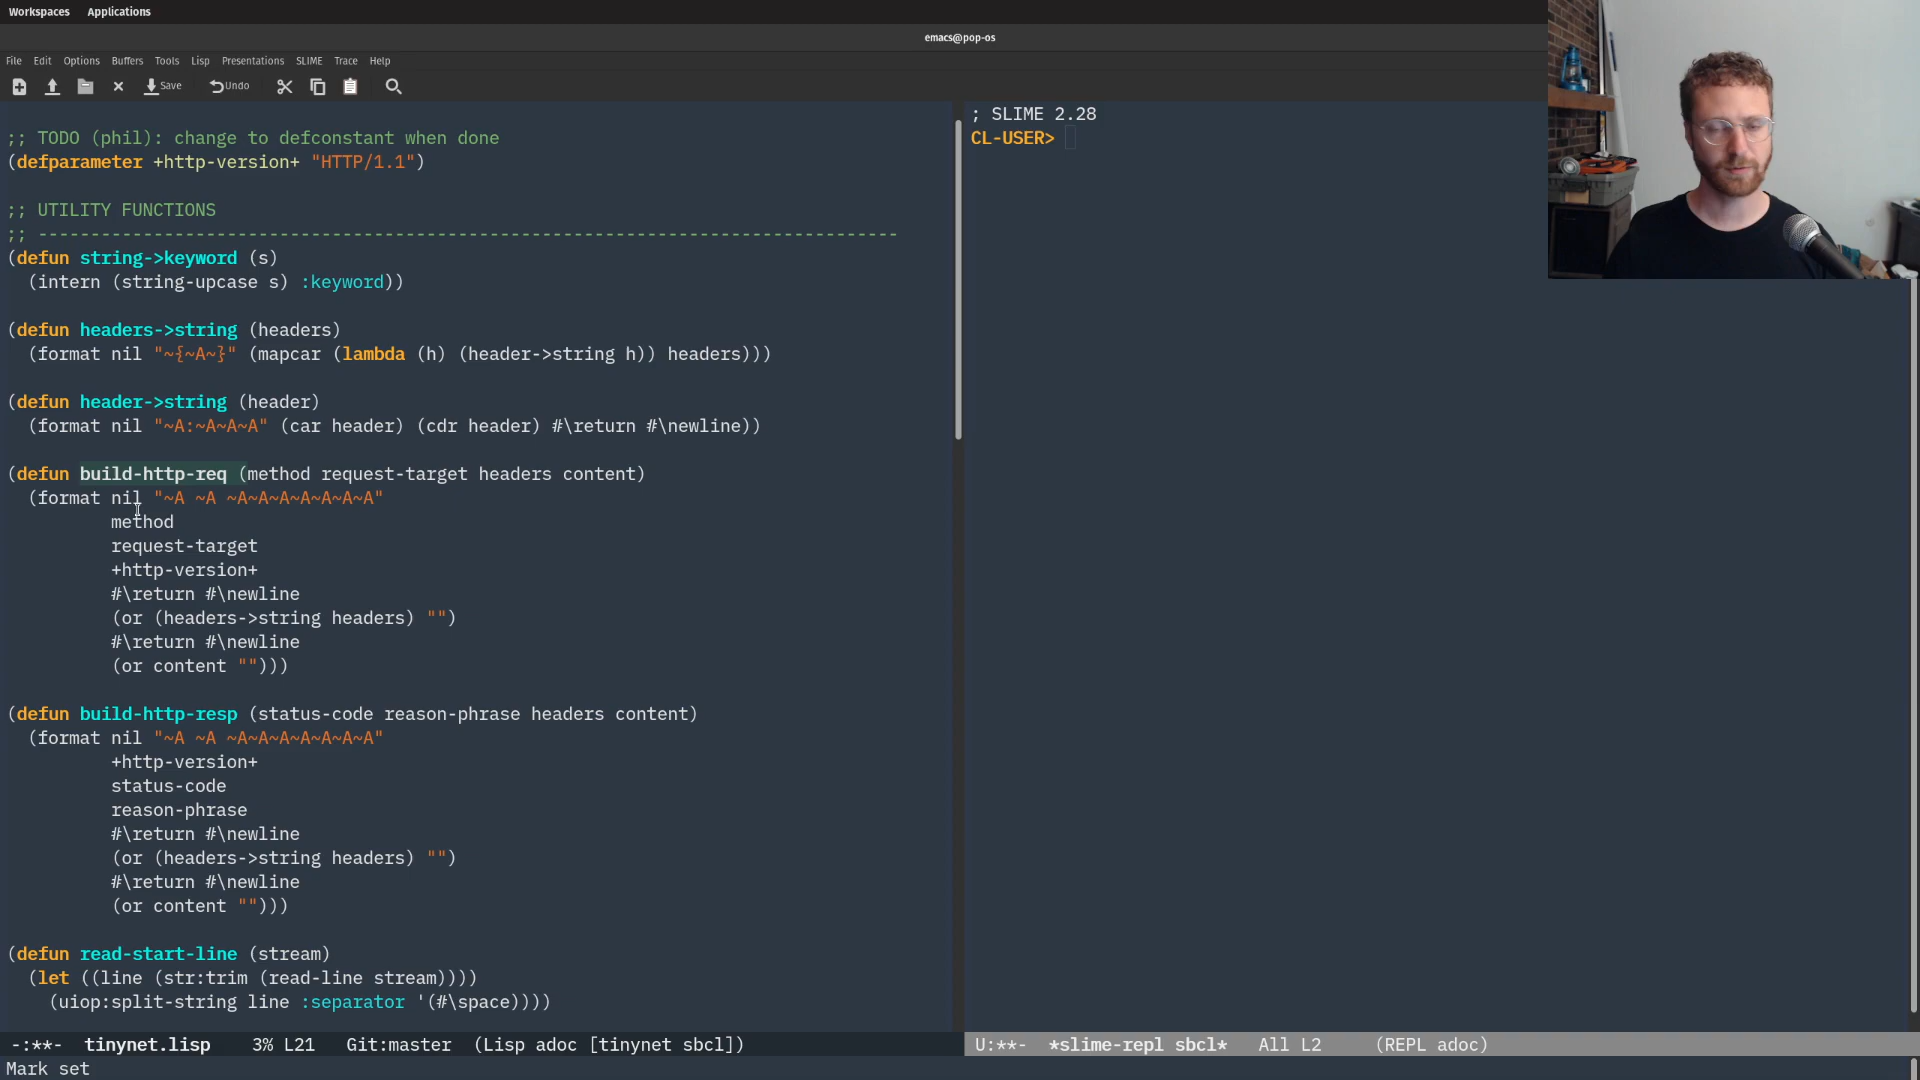 Workspaces Applications
emacs@pop-os
File Edit Options Buffers Tools Lisp Presentations SLIME Trace Help
Save Undo
;; TODO (phil): change to defconstant when done
(defparameter +http-version+ "HTTP/1.1")
;; UTILITY FUNCTIONS
;; ----------------------------------------------------------------------------------
(defun string->keyword (s)
(intern (string-upcase s) :keyword))
(defun headers->string (headers)
(format nil "~{~A~}" (mapcar (lambda (h) (header->string h)) headers)))
(defun header->string (header)
(format nil "~A:~A~A~A" (car header) (cdr header) #\return #\newline))
(defun build-http-req (method request-target headers content)
(format nil "~A ~A ~A~A~A~A~A~A~A"
method
request-target
+http-version+
#\return #\newline
(or (headers->string headers) "")
#\return #\newline
(or content "")))
(defun build-http-resp (status-code reason-phrase headers content)
(format nil "~A ~A ~A~A~A~A~A~A~A"
+http-version+
status-code
reason-phrase
#\return #\newline
(or (headers->string headers) "")
#\return #\newline
(or content "")))
(defun read-start-line (stream)
(let ((line (str:trim (read-line stream))))
(uiop:split-string line :separator '(#\space))))
-:**- tinynet.lisp 3% L21 Git:master (Lisp adoc [tinynet sbcl])
Mark set
; SLIME 2.28
CL-USER>
U:**- *slime-repl sbcl* All L2 (REPL adoc)